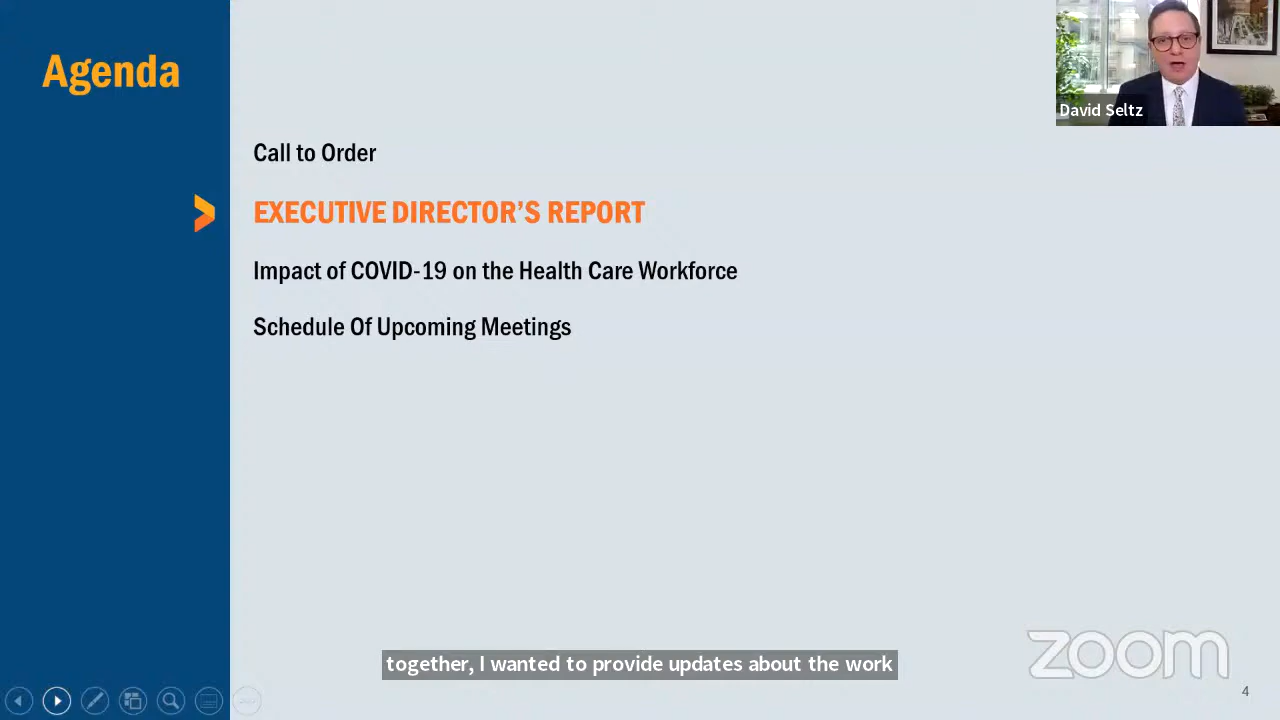 Agenda
David Seltz
Call to Order
EXECUTIVE DIRECTOR'S REPORT
Impact of COVID-19 on the Health Care Workforce
Schedule Of Upcoming Meetings
together, I wanted to provide updates about the work
zoom
4